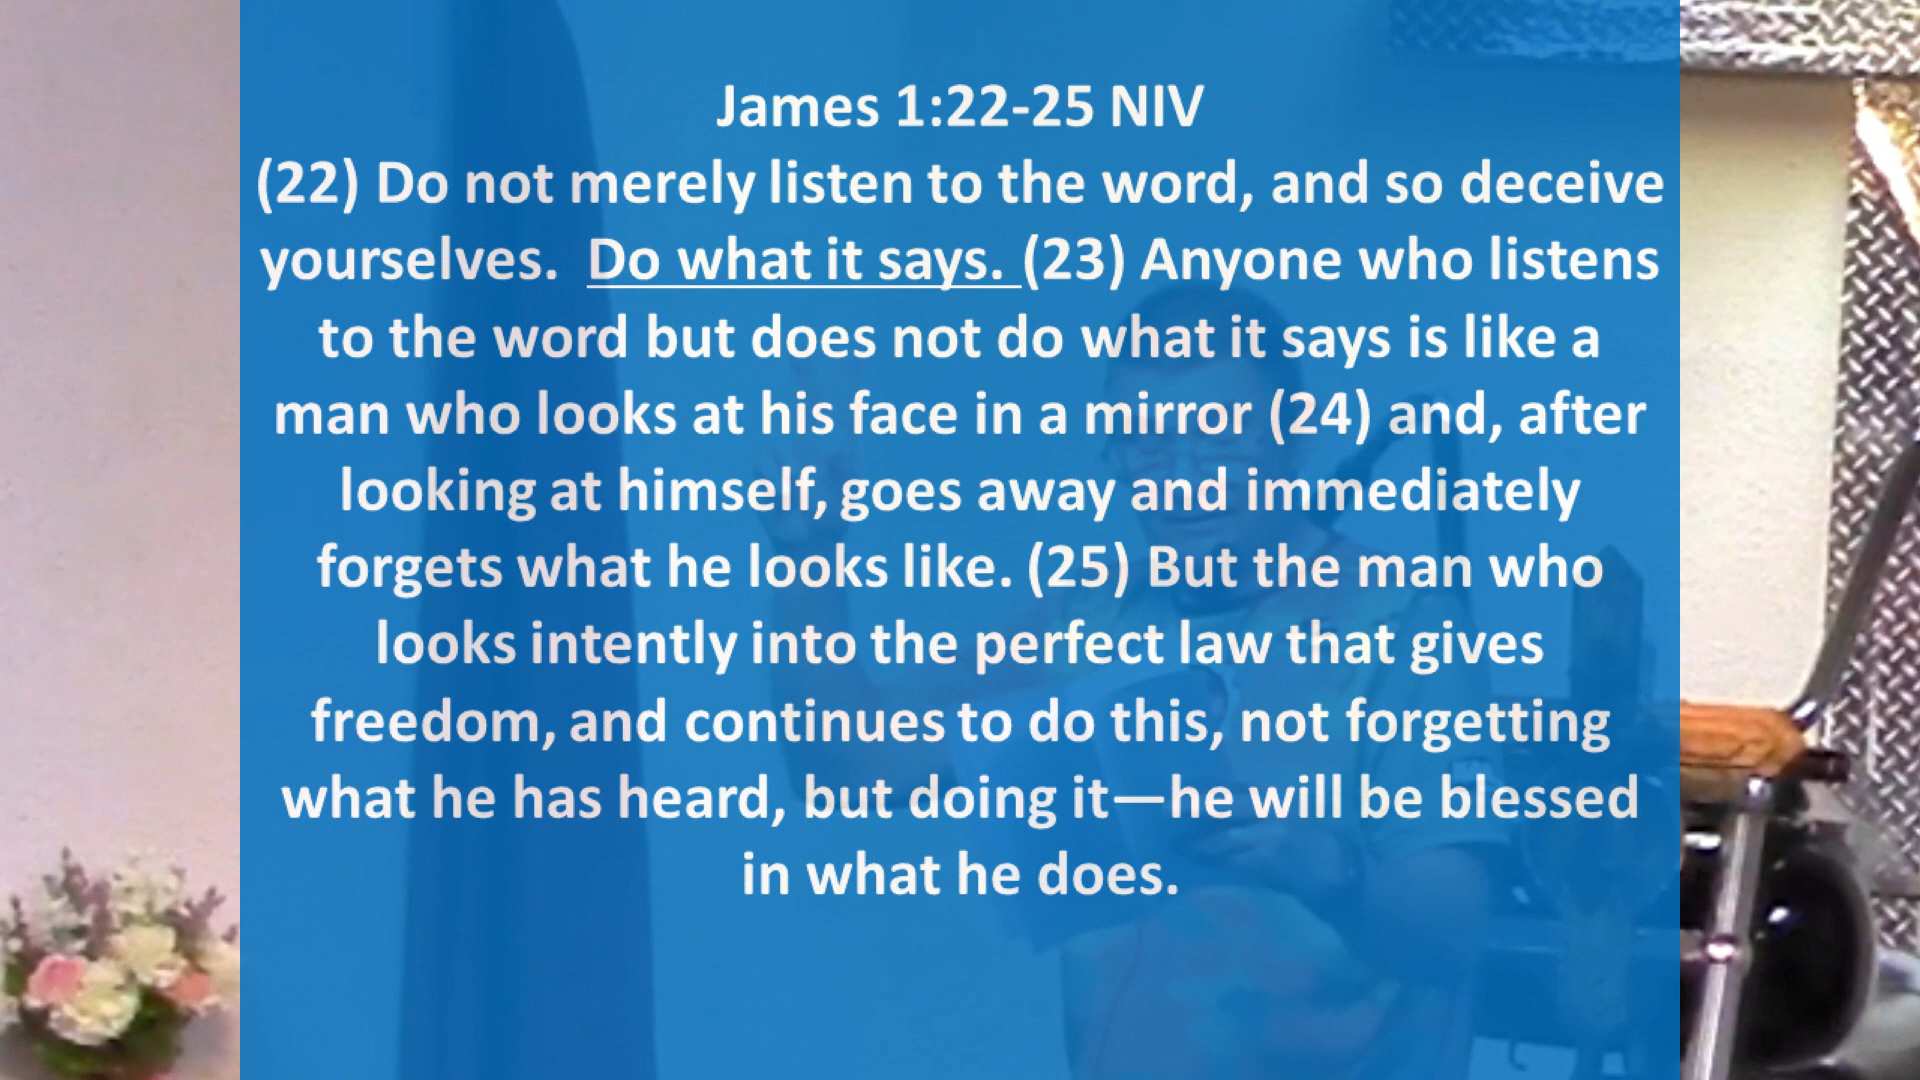 James 1:22-25 NIV
(22) Do not merely listen to the word, and so deceive
yourselves.  Do what it says. (23) Anyone who listens
to the word but does not do what it says is like a
man who looks at his face in a mirror (24) and, after
looking at himself, goes away and immediately
forgets what he looks like. (25) But the man who
looks intently into the perfect law that gives
freedom, and continues to do this, not forgetting
what he has heard, but doing it—he will be blessed
in what he does.